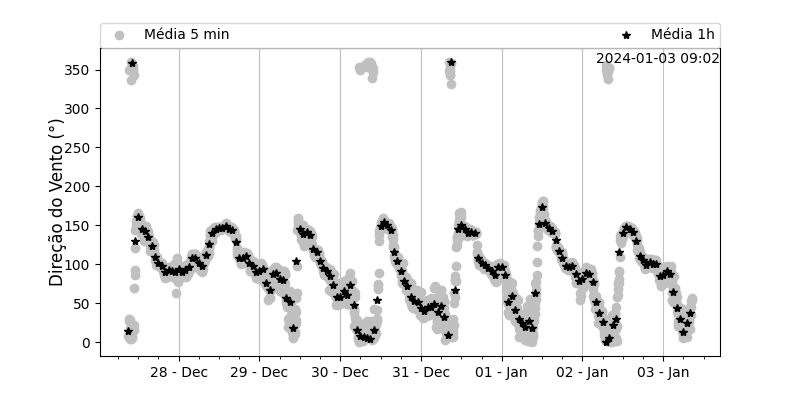 Média 5 min
Média 1h
2024-01-03 09:02
Direção do Vento (°)
350
300
250
200
150
100
50
0
28 - Dec
29 - Dec
30 - Dec
31 - Dec
01 - Jan
02 - Jan
03 - Jan